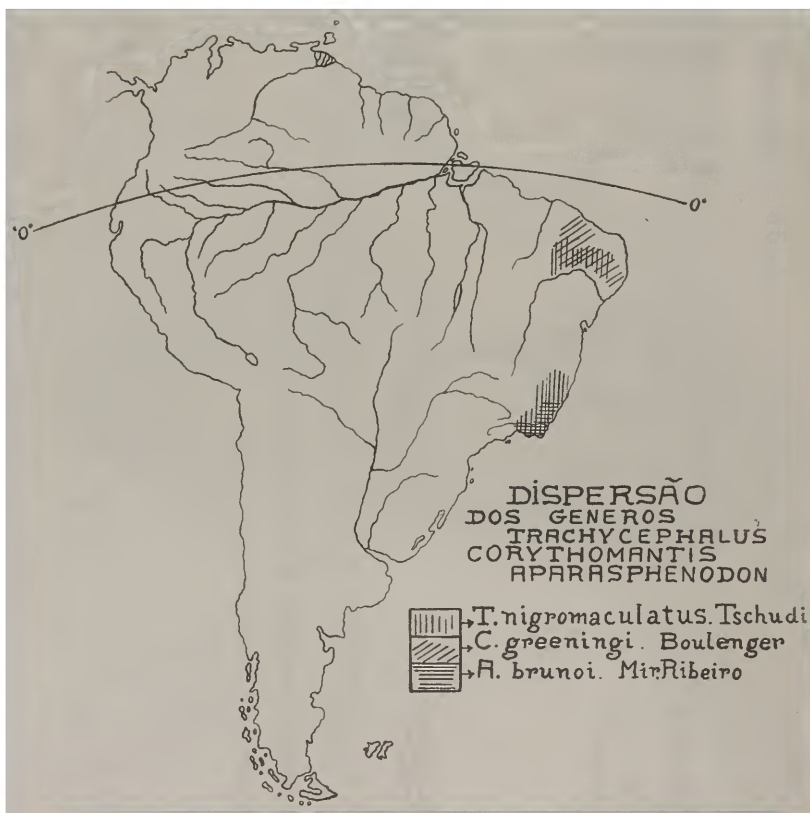 "0°
0°
DISPERSÃO
DOS GENEROS
TRACHYCEPHALUS
CORYTHOMANTIS
APARASPHENODON
T. nigromaculatus. Tschudi
C. greeningi. Boulenger
A. brunoi. Mir. Ribeiro